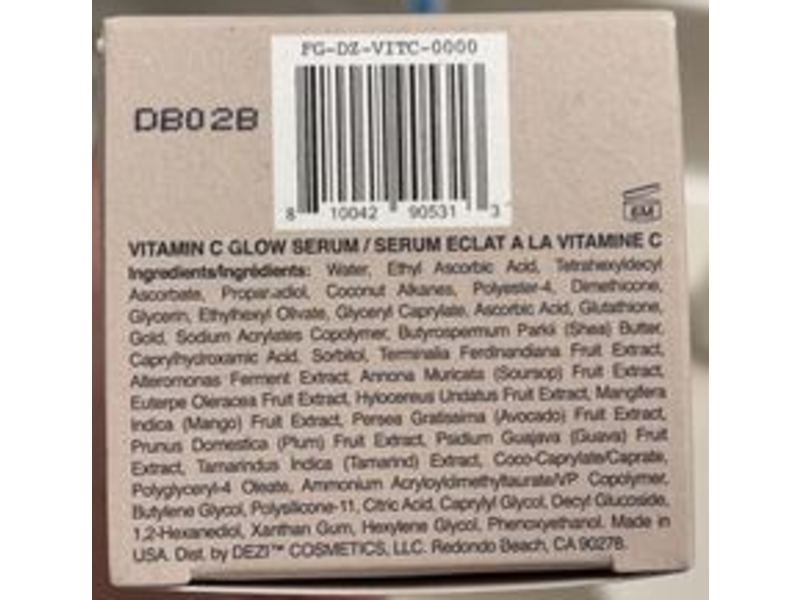 FG-DZ-VITC-0000
DB02B
8 10042 90531 3
6M
VITAMIN C GLOW SERUM / SERUM ECLAT A LA VITAMINE C
Ingredients/Ingrédients: Water, Ethyl Ascorbic Acid, Tetrahexyldecyl
Ascorbate, Propanediol, Coconut Alkanes, Polyester-4, Dimethicone,
Glycerin, Ethylhexyl Olivate, Glyceryl Caprylate, Ascorbic Acid, Glutathione,
Gold, Sodium Acrylates Copolymer, Butyrospermum Parkii (Shea) Butter,
Caprylhydroxamic Acid, Sorbitol, Terminalia Ferdinandiana Fruit Extract,
Alteromonas Ferment Extract, Annona Muricata (Soursop) Fruit Extract,
Euterpe Oleracea Fruit Extract, Hylocereus Undatus Fruit Extract, Mangifera
Indica (Mango) Fruit Extract, Persea Gratissima (Avocado) Fruit Extract,
Prunus Domestica (Plum) Fruit Extract, Psidium Guajava (Guava) Fruit
Extract, Tamarindus Indica (Tamarind) Extract, Coco-Caprylate/Caprate,
Polyglyceryl-4 Oleate, Ammonium Acryloyldimethyltaurate/VP Copolymer,
Butylene Glycol, Polysilicone-11, Citric Acid, Caprylyl Glycol, Decyl Glucoside,
1,2-Hexanediol, Xanthan Gum, Hexylene Glycol, Phenoxyethanol. Made in
USA. Dist. by DEZI™ COSMETICS, LLC. Redondo Beach, CA 90278.